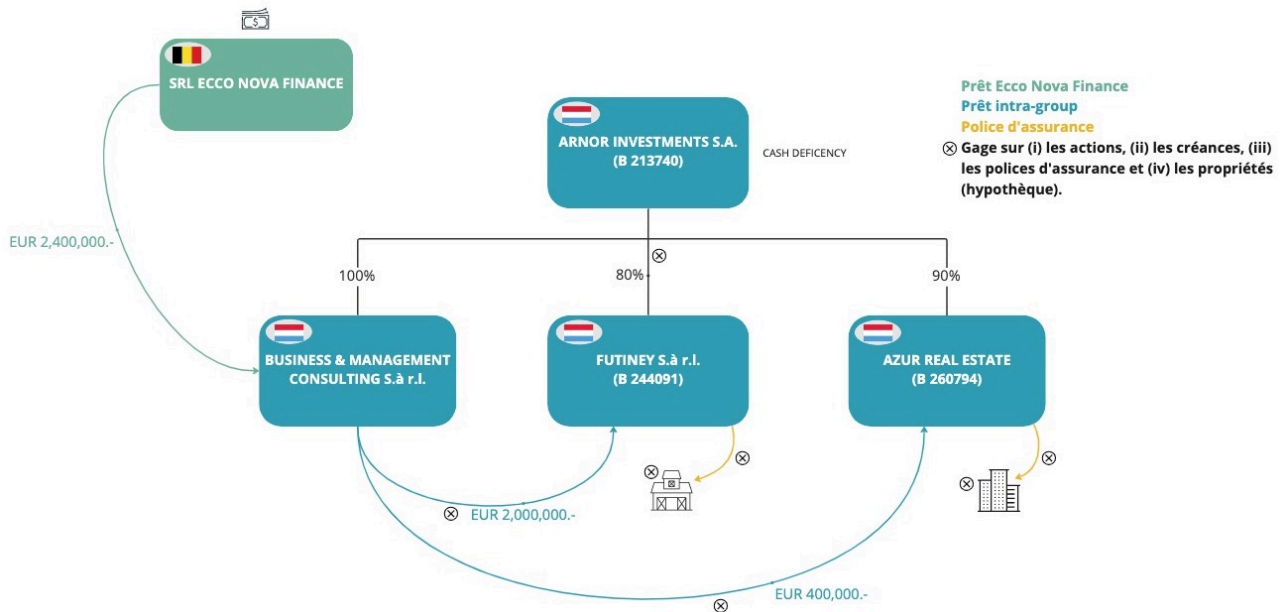 SRL ECCO NOVA FINANCE
Prêt Ecco Nova Finance
Prêt intra-group
Police d'assurance
Gage sur (i) les actions, (ii) les créances, (iii)
les polices d'assurance et (iv) les propriétés
(hypothèque).
ARNOR INVESTMENTS S.A.
(B 213740)
CASH DEFICENCY
EUR 2,400,000.-
100%
80%
90%
BUSINESS & MANAGEMENT
CONSULTING S.à r.l.
FUTINEY S.à r.l.
(B 244091)
AZUR REAL ESTATE
(B 260794)
EUR 2,000,000.-
EUR 400,000.-